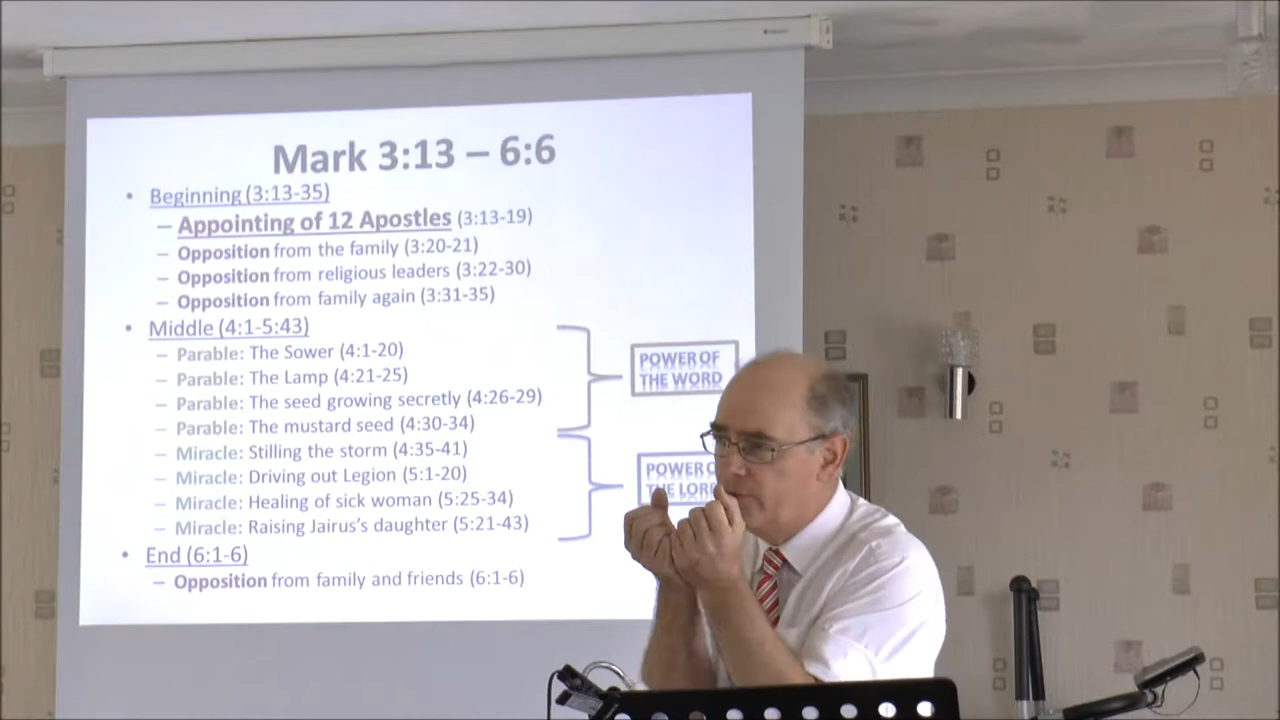 Mark 3:13 – 6:6
• Beginning (3:13-35)
– Appointing of 12 Apostles (3:13-19)
– Opposition from the family (3:20-21)
– Opposition from religious leaders (3:22-30)
– Opposition from family again (3:31-35)
• Middle (4:1-5:43)
– Parable: The Sower (4:1-20)
– Parable: The Lamp (4:21-25)
– Parable: The seed growing secretly (4:26-29)
– Parable: The mustard seed (4:30-34)
POWER OF
THE WORD
– Miracle: Stilling the storm (4:35-41)
– Miracle: Driving out Legion (5:1-20)
– Miracle: Healing of sick woman (5:25-34)
– Miracle: Raising Jairus's daughter (5:21-43)
POWER O
THE LORD
• End (6:1-6)
– Opposition from family and friends (6:1-6)